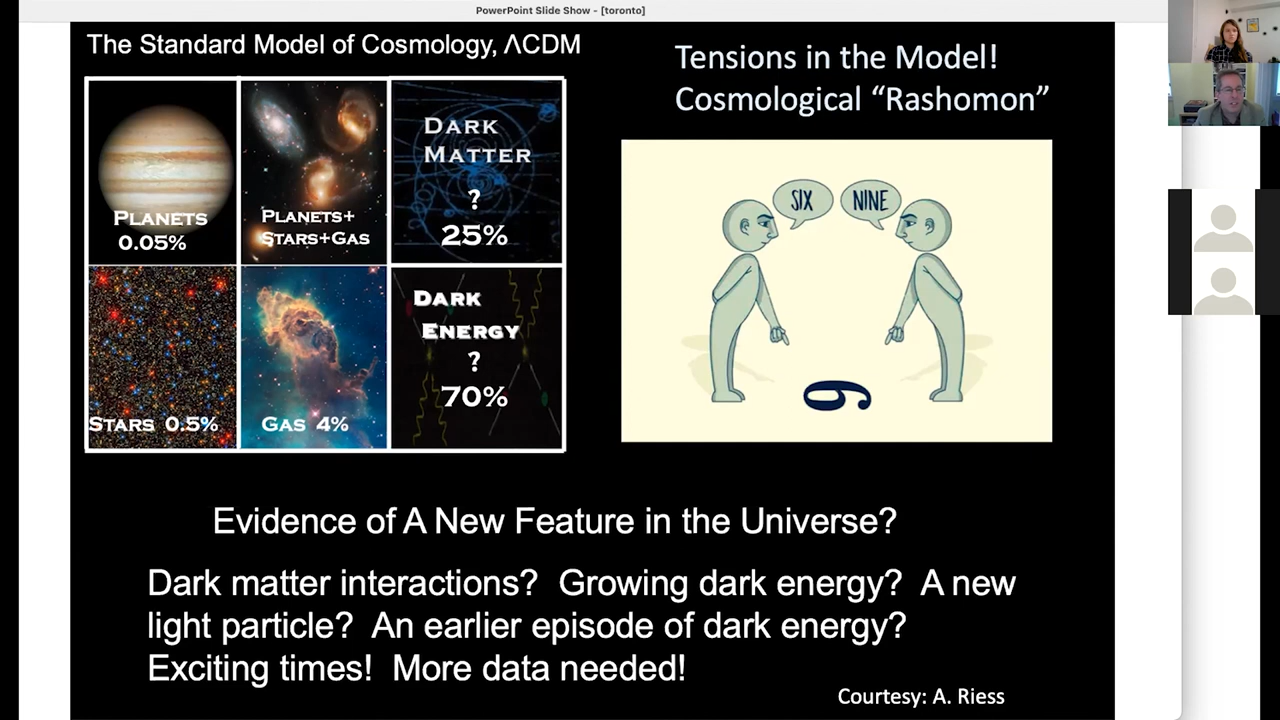 PowerPoint Slide Show - [toronto]
The Standard Model of Cosmology, ΛCDM
PLANETS
0.05%
PLANETS+
STARS+GAS
DARK
MATTER
?
25%
STARS 0.5%
GAS 4%
DARK
ENERGY
?
70%
Tensions in the Model!
Cosmological “Rashomon”
SIX
NINE
6
Evidence of A New Feature in the Universe?
Dark matter interactions? Growing dark energy? A new
light particle? An earlier episode of dark energy?
Exciting times! More data needed!
Courtesy: A. Riess